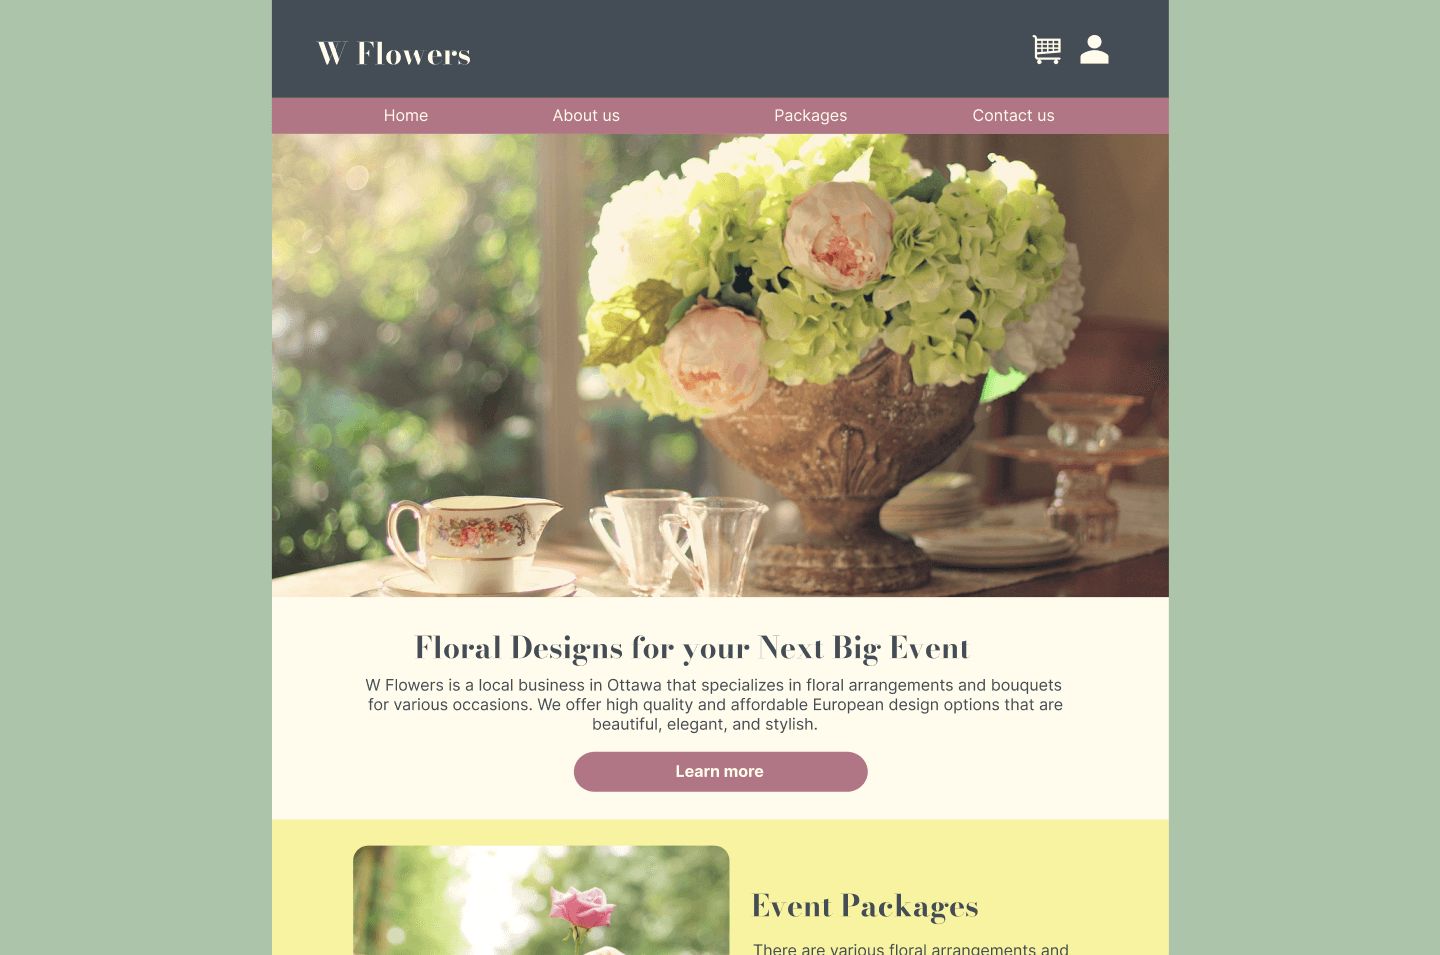 W Flowers
Home About us Packages Contact us
Floral Designs for your Next Big Event
W Flowers is a local business in Ottawa that specializes in floral arrangements and bouquets
for various occasions. We offer high quality and affordable European design options that are
beautiful, elegant, and stylish.
Learn more
Event Packages
There are various floral arrangements and